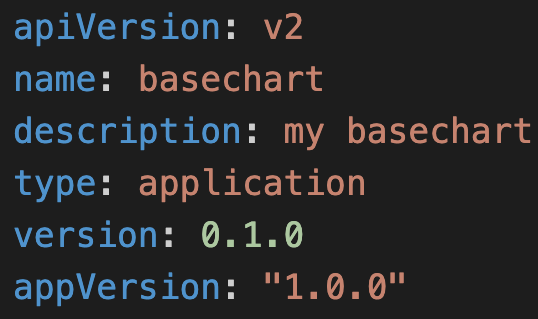 apiVersion: v2
name: basechart
description: my basechart
type: application
version: 0.1.0
appVersion: "1.0.0"